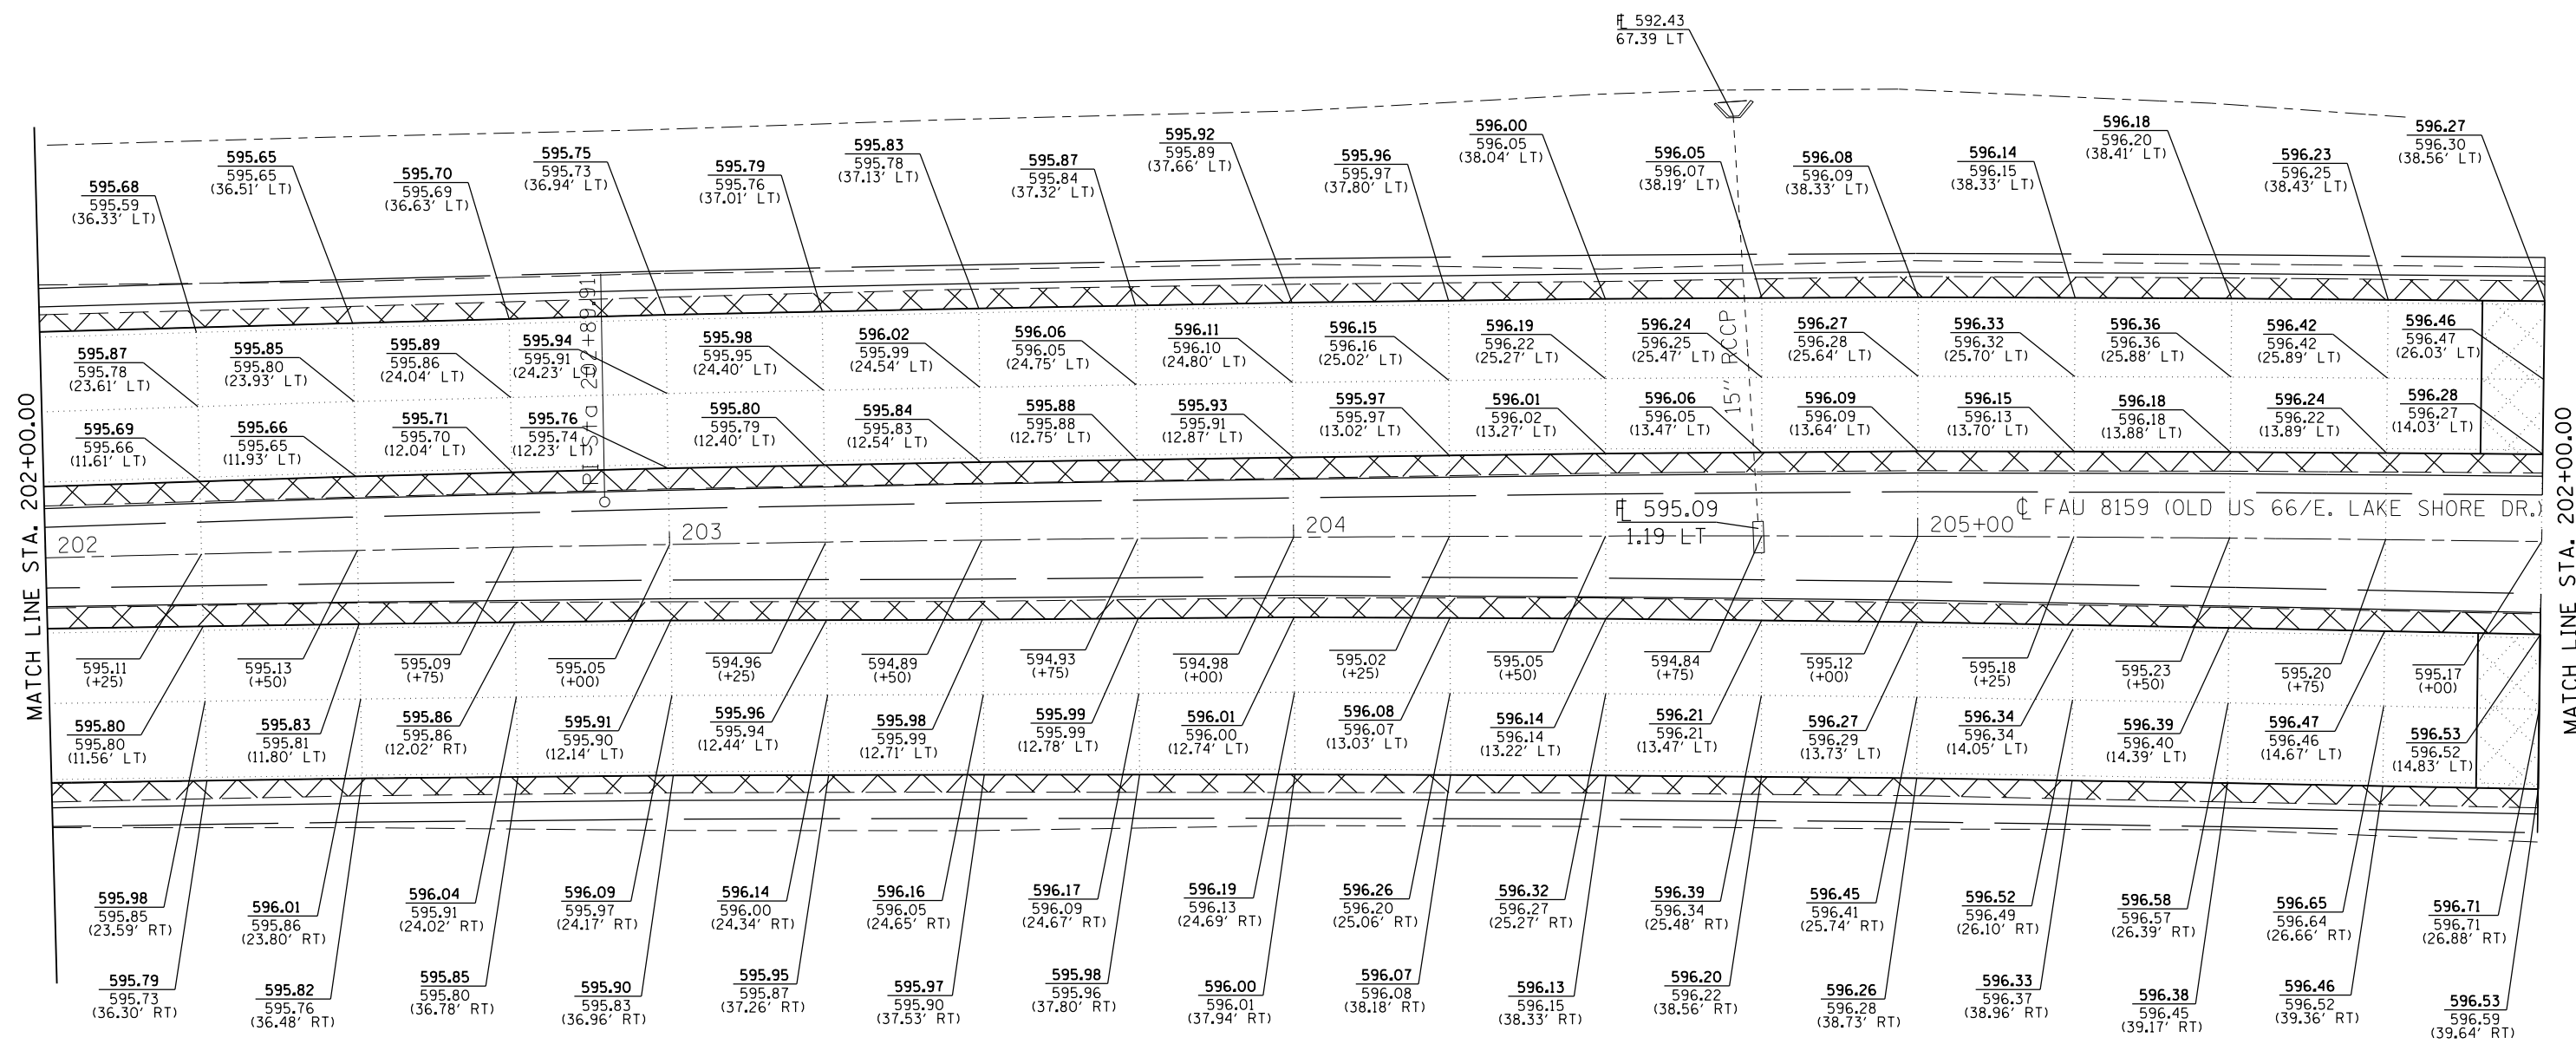 ℄ 592.43
67.39 LT
595.68
595.59
(36.33' LT)
595.65
595.65
(36.51' LT)
595.70
595.69
(36.63' LT)
595.75
595.73
(36.94' LT)
595.79
595.76
(37.01' LT)
595.83
595.78
(37.13' LT)
595.87
595.84
(37.32' LT)
595.92
595.89
(37.66' LT)
595.96
595.97
(37.80' LT)
596.00
596.05
(38.04' LT)
596.05
596.07
(38.19' LT)
596.08
596.09
(38.33' LT)
596.14
596.15
(38.33' LT)
596.18
596.20
(38.41' LT)
596.23
596.25
(38.43' LT)
596.27
596.30
(38.56' LT)
595.87
595.78
(23.61' LT)
595.85
595.80
(23.93' LT)
595.89
595.86
(24.04' LT)
595.94
595.91
(24.23' LT)
595.98
595.95
(24.40' LT)
596.02
595.99
(24.54' LT)
596.06
596.05
(24.75' LT)
596.11
596.10
(24.80' LT)
596.15
596.16
(25.02' LT)
596.19
596.22
(25.27' LT)
596.24
596.25
(25.47' LT)
596.27
596.28
(25.64' LT)
596.33
596.32
(25.70' LT)
596.36
596.36
(25.88' LT)
596.42
596.42
(25.89' LT)
596.46
596.47
(26.03' LT)
595.69
595.66
(11.61' LT)
595.66
595.65
(11.93' LT)
595.71
595.70
(12.04' LT)
595.76
595.74
(12.23' LT)
595.80
595.79
(12.40' LT)
595.84
595.83
(12.54' LT)
595.88
595.88
(12.75' LT)
595.93
595.91
(12.87' LT)
595.97
595.97
(13.02' LT)
596.01
596.02
(13.27' LT)
596.06
596.05
(13.47' LT)
596.09
596.09
(13.64' LT)
596.15
596.13
(13.70' LT)
596.18
596.18
(13.88' LT)
596.24
596.22
(13.89' LT)
596.28
596.27
(14.03' LT)
PI Sta 202+89.91
15" RCCP
MATCH LINE STA. 202+00.00
MATCH LINE STA. 202+00.00
202
203
204
℄ 595.09
1.19 LT
205+00
℄ FAU 8159 (OLD US 66/E. LAKE SHORE DR.)
595.11
(+25)
595.13
(+50)
595.09
(+75)
595.05
(+00)
594.96
(+25)
594.89
(+50)
594.93
(+75)
594.98
(+00)
595.02
(+25)
595.05
(+50)
594.84
(+75)
595.12
(+00)
595.18
(+25)
595.23
(+50)
595.20
(+75)
595.17
(+00)
595.80
595.80
(11.56' LT)
595.83
595.81
(11.80' LT)
595.86
595.86
(12.02' RT)
595.91
595.90
(12.14' LT)
595.96
595.94
(12.44' LT)
595.98
595.99
(12.71' LT)
595.99
595.99
(12.78' LT)
596.01
596.00
(12.74' LT)
596.08
596.07
(13.03' LT)
596.14
596.14
(13.22' LT)
596.21
596.21
(13.47' LT)
596.27
596.29
(13.73' LT)
596.34
596.34
(14.05' LT)
596.39
596.40
(14.39' LT)
596.47
596.46
(14.67' LT)
596.53
596.52
(14.83' LT)
595.98
595.85
(23.59' RT)
596.01
595.86
(23.80' RT)
596.04
595.91
(24.02' RT)
596.09
595.97
(24.17' RT)
596.14
596.00
(24.34' RT)
596.16
596.05
(24.65' RT)
596.17
596.09
(24.67' RT)
596.19
596.13
(24.69' RT)
596.26
596.20
(25.06' RT)
596.32
596.27
(25.27' RT)
596.39
596.34
(25.48' RT)
596.45
596.41
(25.74' RT)
596.52
596.49
(26.10' RT)
596.58
596.57
(26.39' RT)
596.65
596.64
(26.66' RT)
596.71
596.71
(26.88' RT)
595.79
595.73
(36.30' RT)
595.82
595.76
(36.48' RT)
595.85
595.80
(36.78' RT)
595.90
595.83
(36.96' RT)
595.95
595.87
(37.26' RT)
595.97
595.90
(37.53' RT)
595.98
595.96
(37.80' RT)
596.00
596.01
(37.94' RT)
596.07
596.08
(38.18' RT)
596.13
596.15
(38.33' RT)
596.20
596.22
(38.56' RT)
596.26
596.28
(38.73' RT)
596.33
596.37
(38.96' RT)
596.38
596.45
(39.17' RT)
596.46
596.52
(39.36' RT)
596.53
596.59
(39.64' RT)